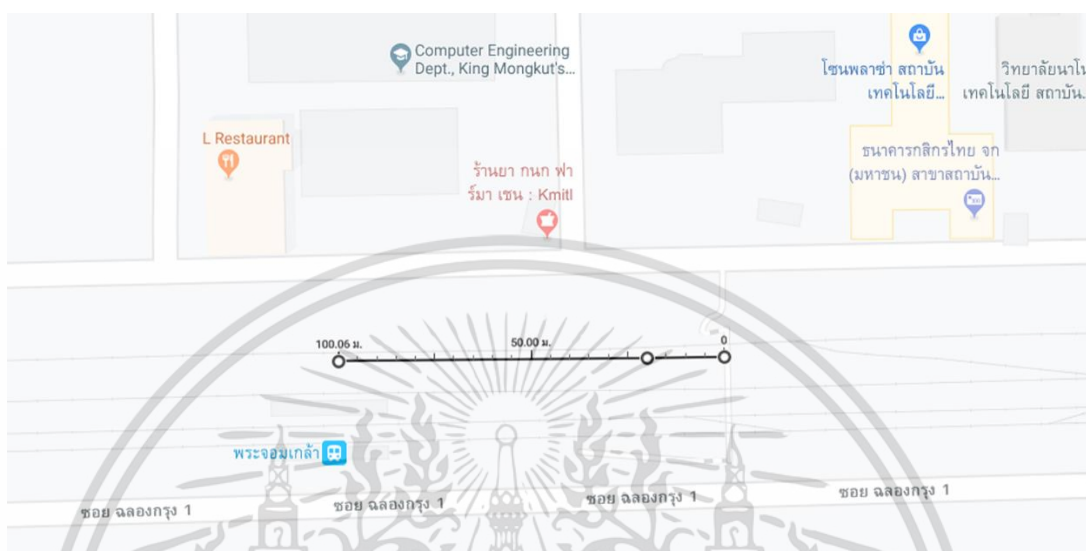 Computer Engineering
Dept., King Mongkut's...
โซนพลาซ่า สถาบัน
เทคโนโลยี...
วิทยาลัยนาโน
เทคโนโลยี สถาบัน...
L Restaurant
ร้านยา กนก ฟา
ร์มา เซน : Kmitl
ธนาคารกสิกรไทย จก
(มหาชน) สาขาสถาบัน...
100.06 ม.
50.00 ม.
0
พระจอมเกล้า
ซอย ฉลองกรุง 1
ซอย ฉลองกรุง 1
ซอย ฉลองกรุง 1
ซอย ฉลองกรุง 1